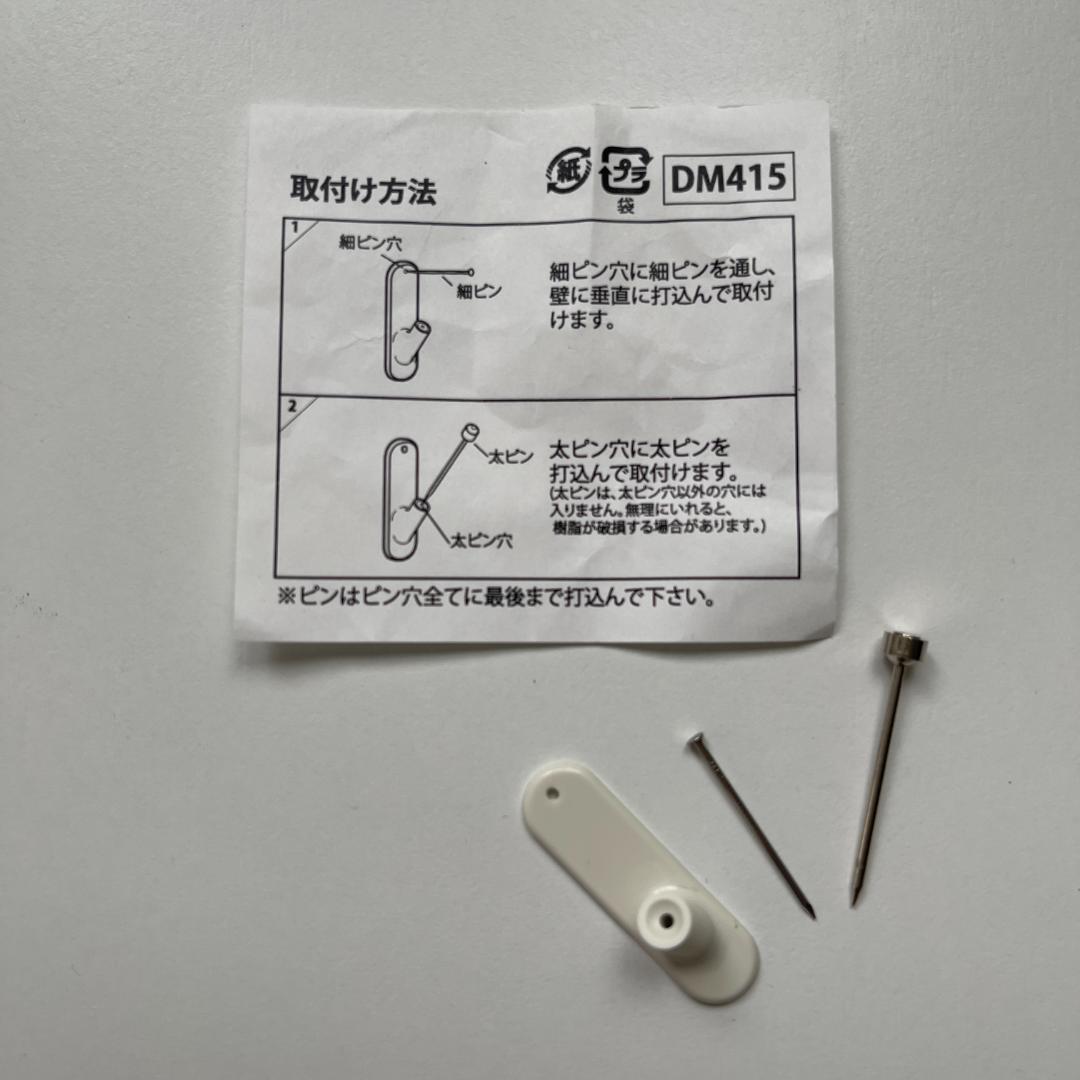 取付け方法
紙
プラ
袋
DM415
1
細ピン穴
細ピン
細ピン穴に細ピンを通し、
壁に垂直に打込んで取付
けます。
2
太ピン
太ピン穴
太ピン穴に太ピンを
打込んで取付けます。
(太ピンは、太ピン穴以外の穴には
入りません。無理にいれると、
樹脂が破損する場合があります。)
※ピンはピン穴全てに最後まで打込んで下さい。